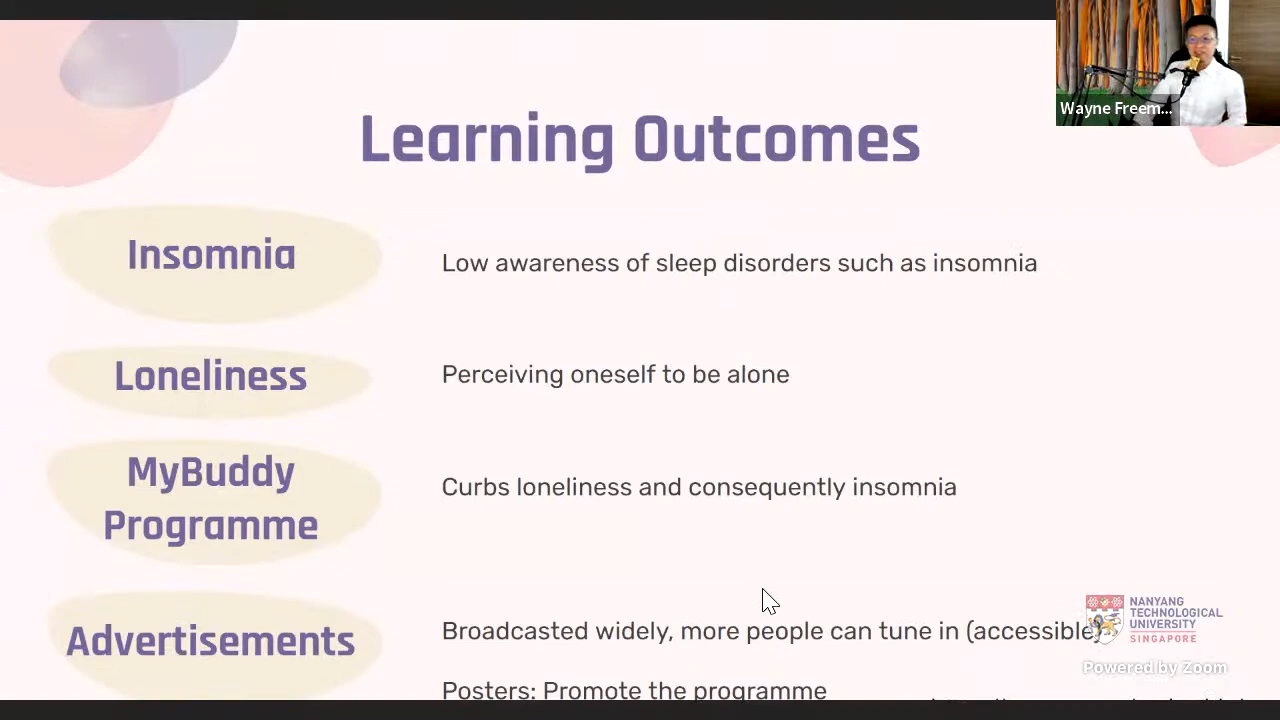 Wayne Freem...
Learning Outcomes
Insomnia
Low awareness of sleep disorders such as insomnia
Loneliness
Perceiving oneself to be alone
MyBuddy
Programme
Curbs loneliness and consequently insomnia
Advertisements
Broadcasted widely, more people can tune in (accessible)
Posters: Promote the programme
NANYANG
TECHNOLOGICAL
UNIVERSITY
SINGAPORE
Powered by Zoom